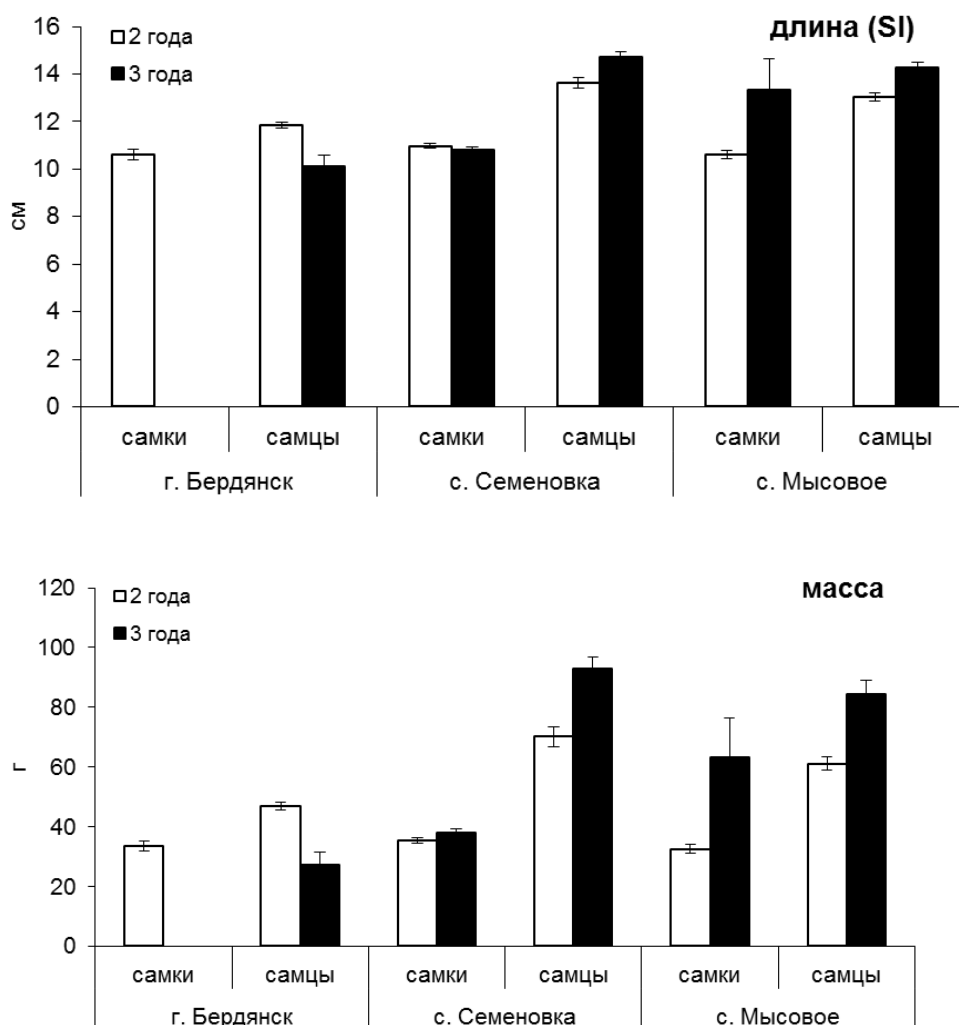 длина (SI)
2 года
3 года
16
14
12
10
8
6
4
2
0
см
самки самцы самки самцы самки самцы
г. Бердянск с. Семеновка с. Мысовое
масса
2 года
3 года
120
100
80
60
40
20
0
г
самки самцы самки самцы самки самцы
г. Бердянск с. Семеновка с. Мысовое